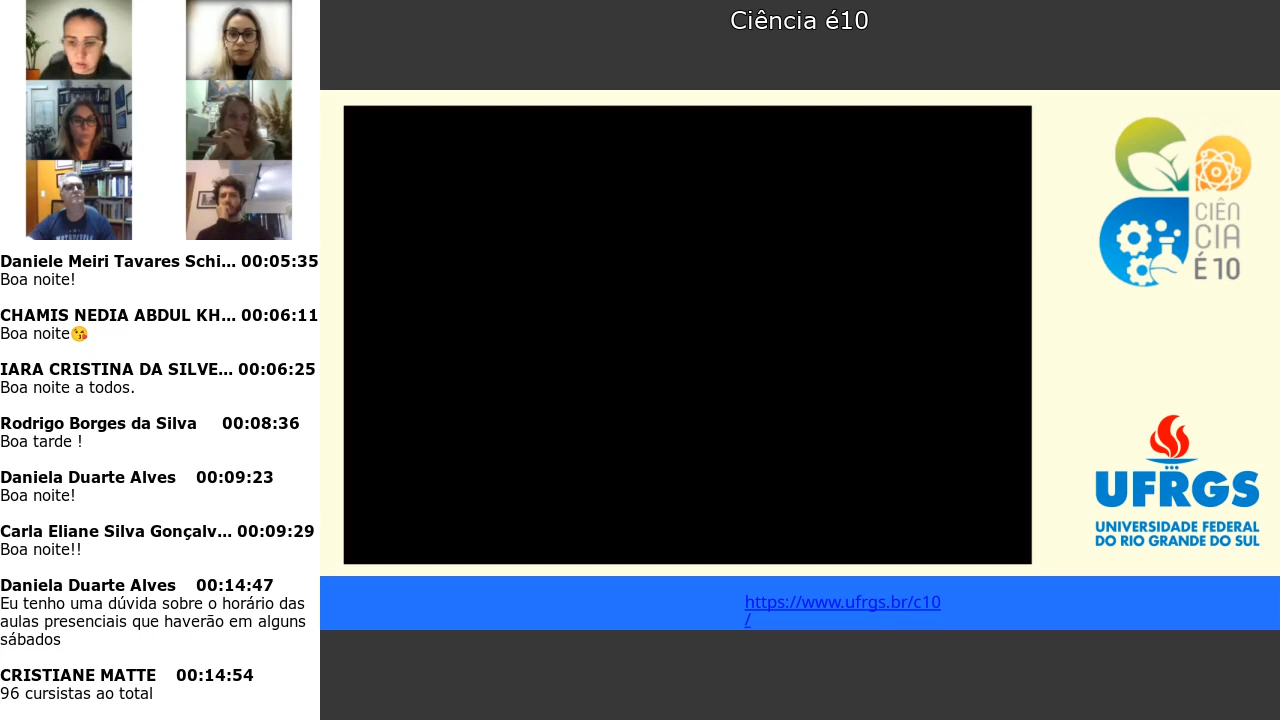 Ciência é10
Daniele Meiri Tavares Schi... 00:05:35
Boa noite!
CHAMIS NEDIA ABDUL KH... 00:06:11
Boa noite😘
IARA CRISTINA DA SILVE... 00:06:25
Boa noite a todos.
Rodrigo Borges da Silva 00:08:36
Boa tarde !
Daniela Duarte Alves 00:09:23
Boa noite!
Carla Eliane Silva Gonçalv... 00:09:29
Boa noite!!
Daniela Duarte Alves 00:14:47
Eu tenho uma dúvida sobre o horário das
aulas presenciais que haverão em alguns
sábados
CRISTIANE MATTE 00:14:54
96 cursistas ao total
CIÊN
CIA
É 10
UFRGS
UNIVERSIDADE FEDERAL
DO RIO GRANDE DO SUL
https://www.ufrgs.br/c10
/